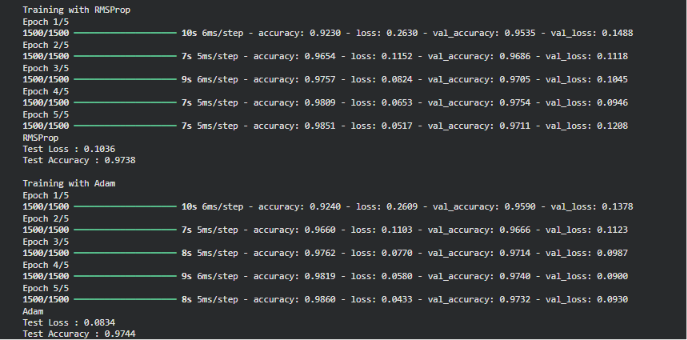 Training with RMSProp
Epoch 1/5
1500/1500 ━━━━━━━━━━━━━━━━━━━━ 10s 6ms/step - accuracy: 0.9230 - loss: 0.2630 - val_accuracy: 0.9535 - val_loss: 0.1488
Epoch 2/5
1500/1500 ━━━━━━━━━━━━━━━━━━━━ 7s 5ms/step - accuracy: 0.9654 - loss: 0.1152 - val_accuracy: 0.9686 - val_loss: 0.1118
Epoch 3/5
1500/1500 ━━━━━━━━━━━━━━━━━━━━ 9s 6ms/step - accuracy: 0.9757 - loss: 0.0824 - val_accuracy: 0.9705 - val_loss: 0.1045
Epoch 4/5
1500/1500 ━━━━━━━━━━━━━━━━━━━━ 7s 5ms/step - accuracy: 0.9809 - loss: 0.0653 - val_accuracy: 0.9754 - val_loss: 0.0946
Epoch 5/5
1500/1500 ━━━━━━━━━━━━━━━━━━━━ 7s 5ms/step - accuracy: 0.9851 - loss: 0.0517 - val_accuracy: 0.9711 - val_loss: 0.1208
RMSProp
Test Loss : 0.1036
Test Accuracy : 0.9738
Training with Adam
Epoch 1/5
1500/1500 ━━━━━━━━━━━━━━━━━━━━ 10s 6ms/step - accuracy: 0.9240 - loss: 0.2609 - val_accuracy: 0.9590 - val_loss: 0.1378
Epoch 2/5
1500/1500 ━━━━━━━━━━━━━━━━━━━━ 7s 5ms/step - accuracy: 0.9660 - loss: 0.1103 - val_accuracy: 0.9666 - val_loss: 0.1123
Epoch 3/5
1500/1500 ━━━━━━━━━━━━━━━━━━━━ 8s 5ms/step - accuracy: 0.9762 - loss: 0.0770 - val_accuracy: 0.9714 - val_loss: 0.0987
Epoch 4/5
1500/1500 ━━━━━━━━━━━━━━━━━━━━ 9s 6ms/step - accuracy: 0.9819 - loss: 0.0580 - val_accuracy: 0.9740 - val_loss: 0.0900
Epoch 5/5
1500/1500 ━━━━━━━━━━━━━━━━━━━━ 8s 5ms/step - accuracy: 0.9860 - loss: 0.0433 - val_accuracy: 0.9732 - val_loss: 0.0930
Adam
Test Loss : 0.0834
Test Accuracy : 0.9744